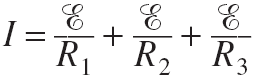 I = ℰ/R₁ + ℰ/R₂ + ℰ/R₃